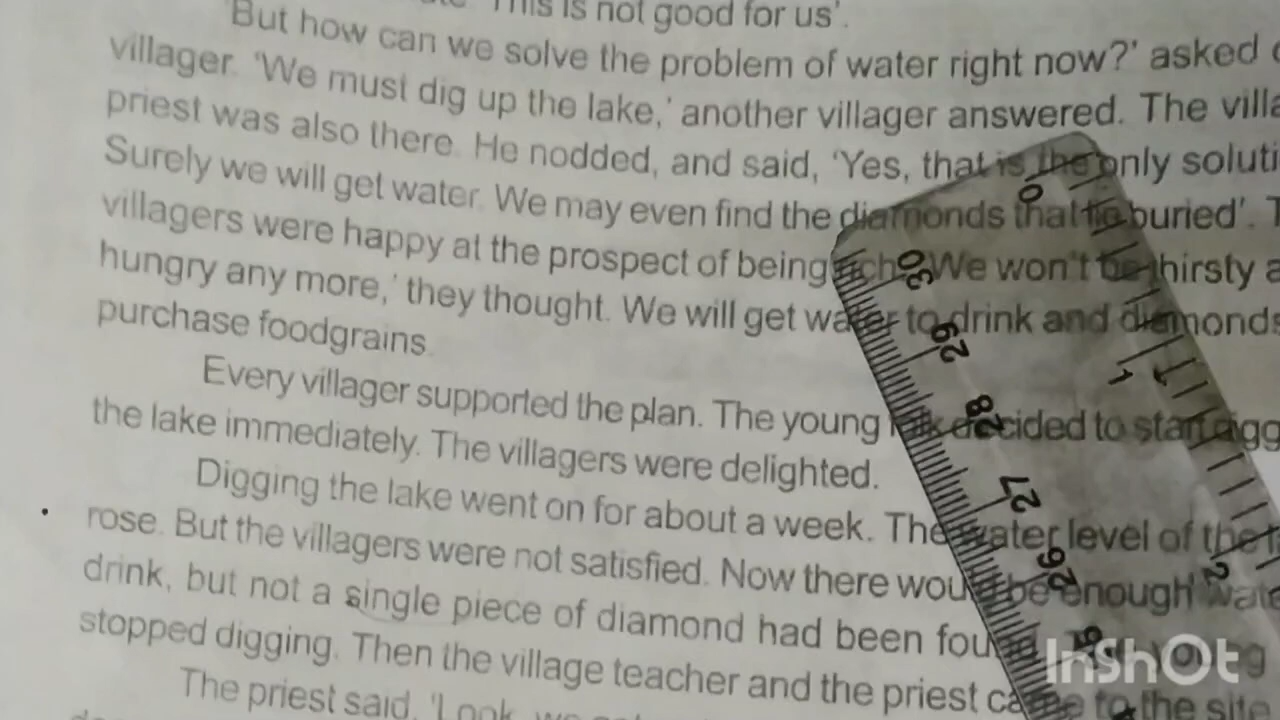 This is not good for us'.
'But how can we solve the problem of water right now?' asked
villager. 'We must dig up the lake,' another villager answered. The
priest was also there. He nodded, and said, 'Yes, that is the only
Surely we will get water. We may even find the diamonds that lie buried'.
villagers were happy at the prospect of being rich. 'We won't be thirsty
hungry any more,' they thought. We will get water to drink and diamonds
purchase foodgrains.
Every villager supported the plan. The young folk decided to start
the lake immediately. The villagers were delighted.
Digging the lake went on for about a week. The water level of the
rose. But the villagers were not satisfied. Now there would be enough
drink, but not a single piece of diamond had been found. young
stopped digging. Then the village teacher and the priest came to the site.
The priest said, 'Look, we
0
30
29
28
27
26
1
2
InShOt